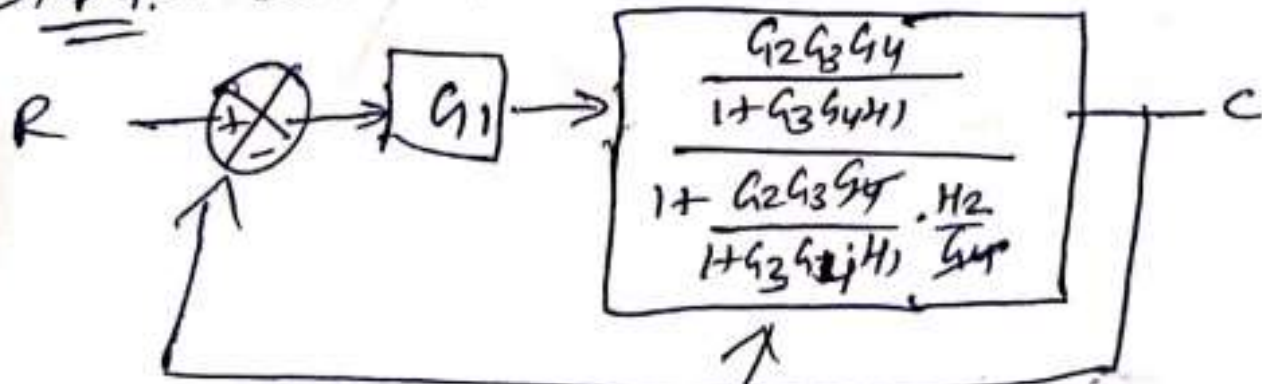 R + - G1 C
G2G3G4
1+G3G4H1
1+ G2G3G4 . H2
1+G3G4H1 G4